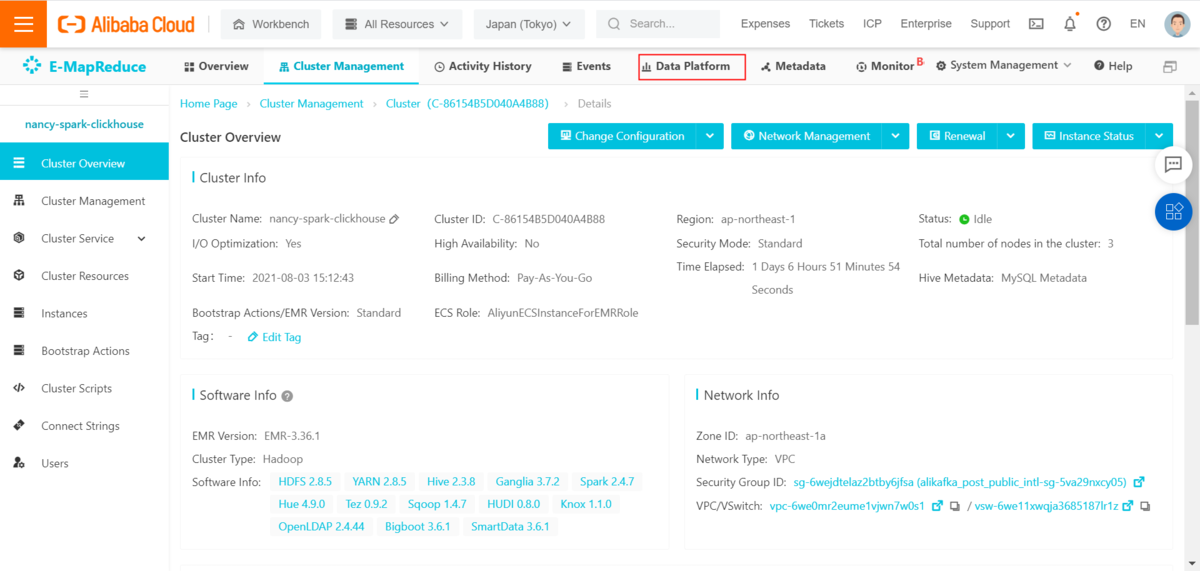 Alibaba Cloud Workbench All Resources Japan (Tokyo) Search... Expenses Tickets ICP Enterprise Support EN
E-MapReduce Overview Cluster Management Activity History Events Data Platform Metadata Monitor B System Management Help
Home Page > Cluster Management > Cluster (C-86154B5D040A4B88) > Details
nancy-spark-clickhouse
Cluster Overview Change Configuration Network Management Renewal Instance Status
Cluster Overview
Cluster Management
Cluster Service
Cluster Resources
Instances
Bootstrap Actions
Cluster Scripts
Connect Strings
Users
Cluster Info
Cluster Name: nancy-spark-clickhouse Cluster ID: C-86154B5D040A4B88 Region: ap-northeast-1 Status: Idle
I/O Optimization: Yes High Availability: No Security Mode: Standard Total number of nodes in the cluster: 3
Start Time: 2021-08-03 15:12:43 Billing Method: Pay-As-You-Go Time Elapsed: 1 Days 6 Hours 51 Minutes 54 Seconds Hive Metadata: MySQL Metadata
Bootstrap Actions/EMR Version: Standard ECS Role: AliyunECSInstanceForEMRRole
Tag: - Edit Tag
Software Info
EMR Version: EMR-3.36.1
Cluster Type: Hadoop
Software Info: HDFS 2.8.5 YARN 2.8.5 Hive 2.3.8 Ganglia 3.7.2 Spark 2.4.7
Hue 4.9.0 Tez 0.9.2 Sqoop 1.4.7 HUDI 0.8.0 Knox 1.1.0
OpenLDAP 2.4.44 Bigboot 3.6.1 SmartData 3.6.1
Network Info
Zone ID: ap-northeast-1a
Network Type: VPC
Security Group ID: sg-6wejdtelaz2btby6jfsa (alikafka_post_public_intl-sg-5va29nxcy05)
VPC/VSwitch: vpc-6we0mr2eume1vjwn7w0s1 / vsw-6we11xwqja3685187lr1z